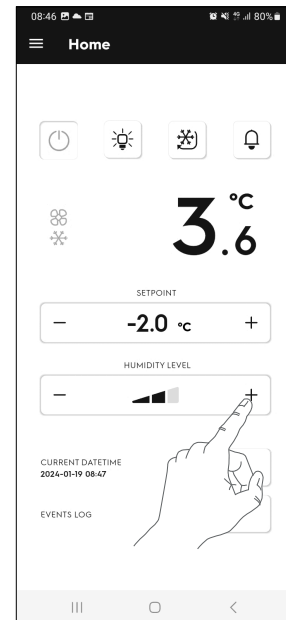 08:46 4G 80%
Home
3.6 °C
SETPOINT
− -2.0 °C +
HUMIDITY LEVEL
− +
CURRENT DATETIME
2024-01-19 08:47
EVENTS LOG